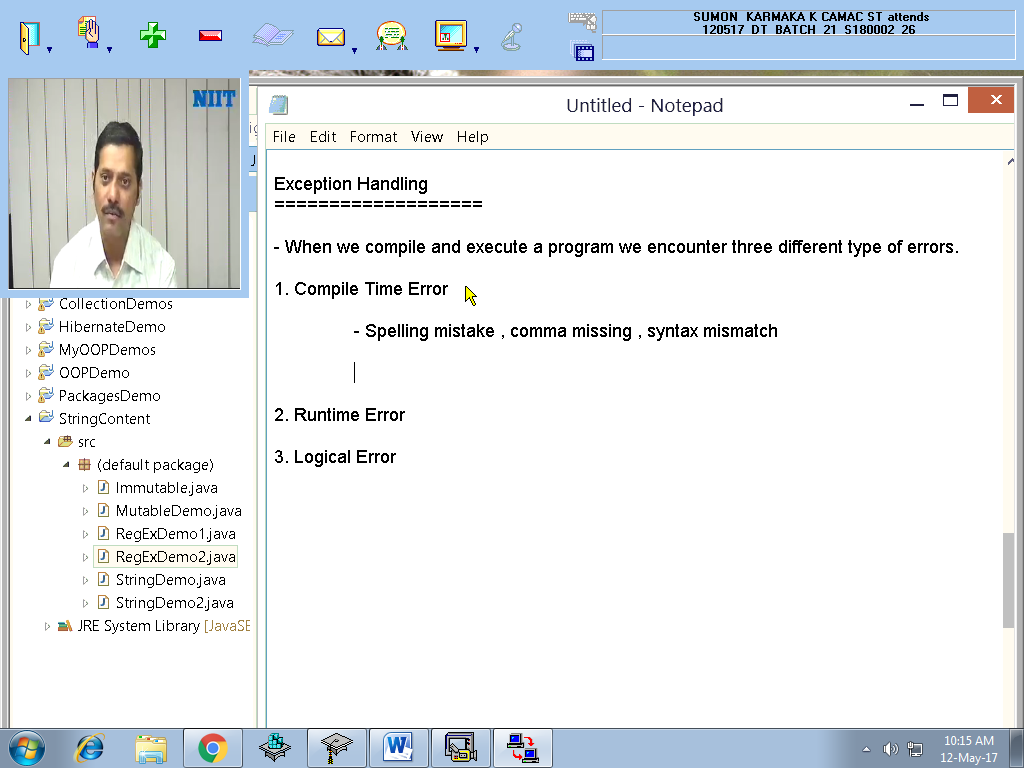 SUMON KARMAKA K CAMAC ST attends
120517 DT BATCH 21 S180002 26
NIIT
Untitled - Notepad
File Edit Format View Help
Exception Handling
===================
- When we compile and execute a program we encounter three different type of errors.
1. Compile Time Error
- Spelling mistake , comma missing , syntax mismatch
2. Runtime Error
3. Logical Error
CollectionDemos
HibernateDemo
MyOOPDemos
OOPDemo
PackagesDemo
StringContent
src
(default package)
Immutable.java
MutableDemo.java
RegExDemo1.java
RegExDemo2.java
StringDemo.java
StringDemo2.java
JRE System Library [JavaSE
10:15 AM
12-May-17